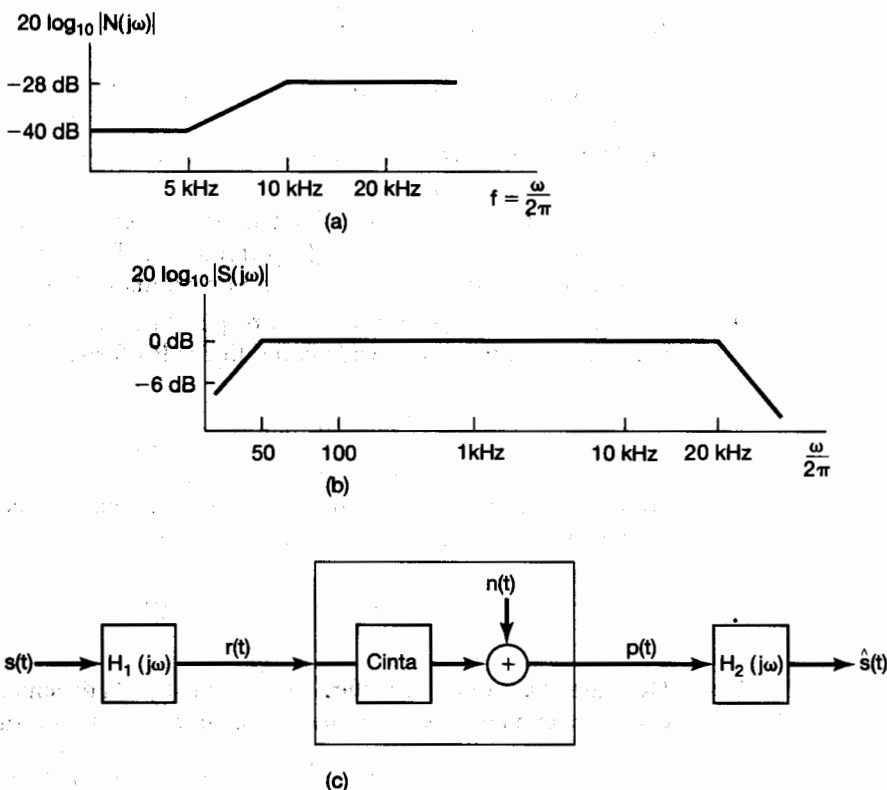 20 log₁₀ |N(jω)|
−28 dB
−40 dB
5 kHz 10 kHz 20 kHz f = ω/2π
(a)
20 log₁₀ |S(jω)|
0 dB
−6 dB
50 100 1kHz 10 kHz 20 kHz ω/2π
(b)
n(t)
s(t) H₁ (jω) r(t) Cinta + p(t) H₂ (jω) ŝ(t)
(c)